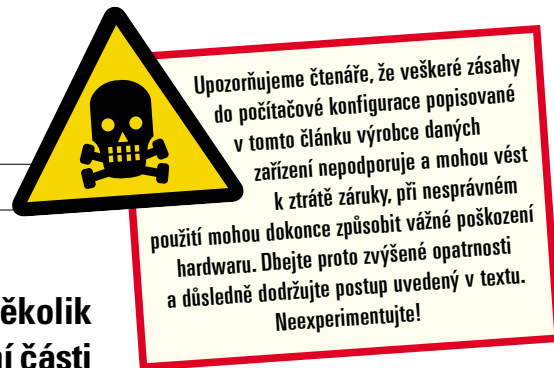 Upozorňujeme čtenáře, že veškeré zásahy
do počítačové konfigurace popisované
v tomto článku výrobce daných
zařízení nepodporuje a mohou vést
k ztrátě záruky, při nesprávném
použití mohou dokonce způsobit vážné poškození
hardwaru. Dbejte proto zvýšené opatrnosti
a důsledně dodržujte postup uvedený v textu.
Neexperimentujte!
ěkolik
ní části